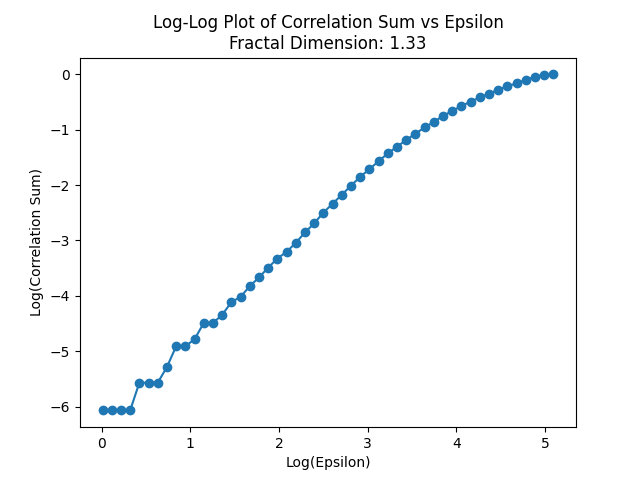 Log-Log Plot of Correlation Sum vs Epsilon
Fractal Dimension: 1.33
0
−1
−2
−3
−4
−5
−6
Log(Correlation Sum)
0 1 2 3 4 5
Log(Epsilon)